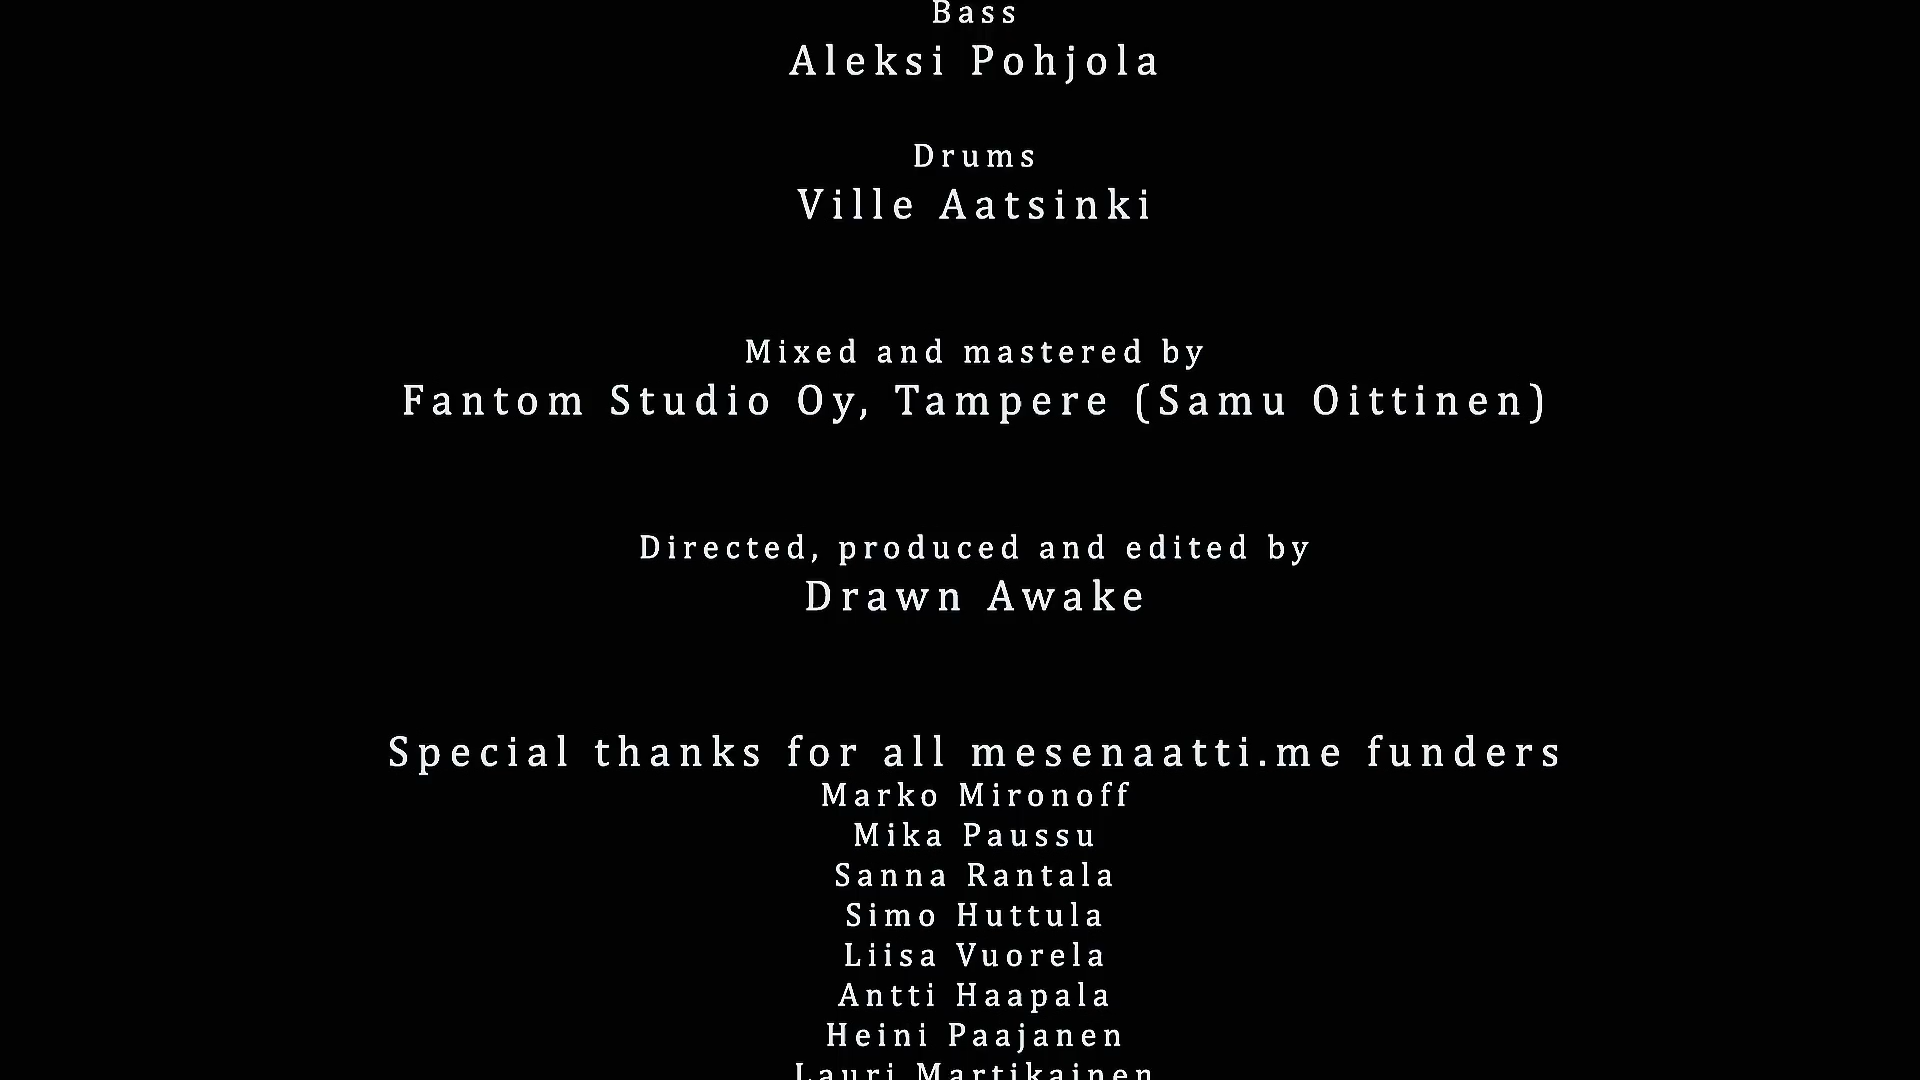 Bass
Aleksi Pohjola
Drums
Ville Aatsinki
Mixed and mastered by
Fantom Studio Oy, Tampere (Samu Oittinen)
Directed, produced and edited by
Drawn Awake
Special thanks for all mesenaatti.me funders
Marko Mironoff
Mika Paussu
Sanna Rantala
Simo Huttula
Liisa Vuorela
Antti Haapala
Heini Paajanen
Lauri Martikainen